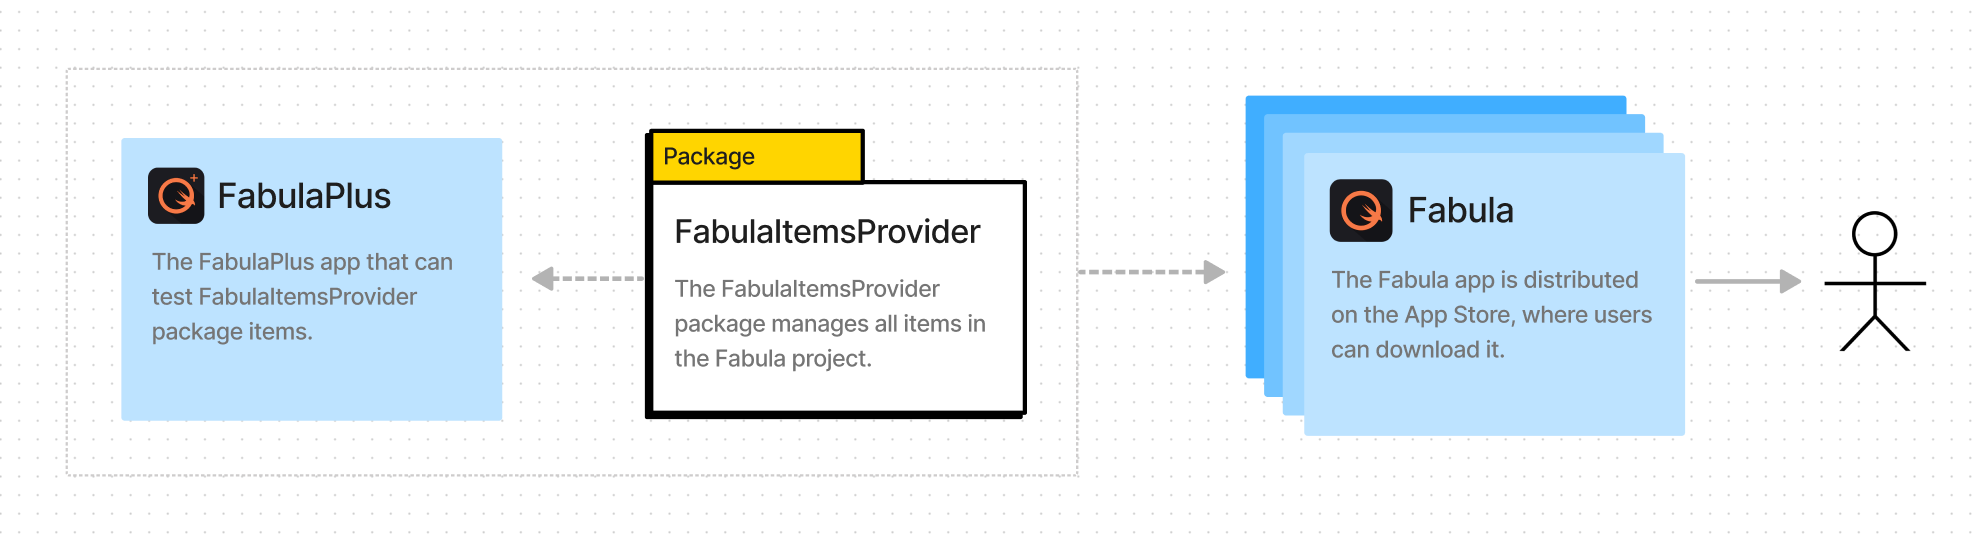 FabulaPlus
The FabulaPlus app that can
test FabulaItemsProvider
package items.
Package
FabulaItemsProvider
The FabulaItemsProvider
package manages all items in
the Fabula project.
Fabula
The Fabula app is distributed
on the App Store, where users
can download it.